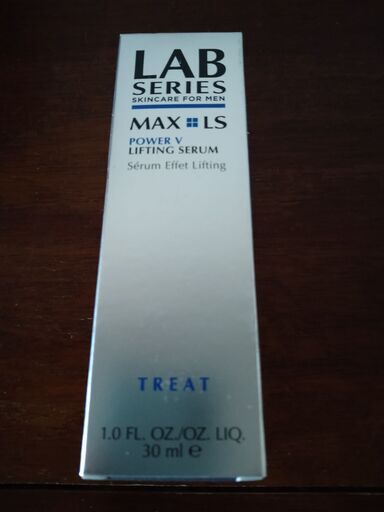 LAB
SERIES
SKINCARE FOR MEN
MAX LS
POWER V
LIFTING SERUM
Sérum Effet Lifting
TREAT
1.0 FL. OZ./OZ. LIQ.
30 ml ℮